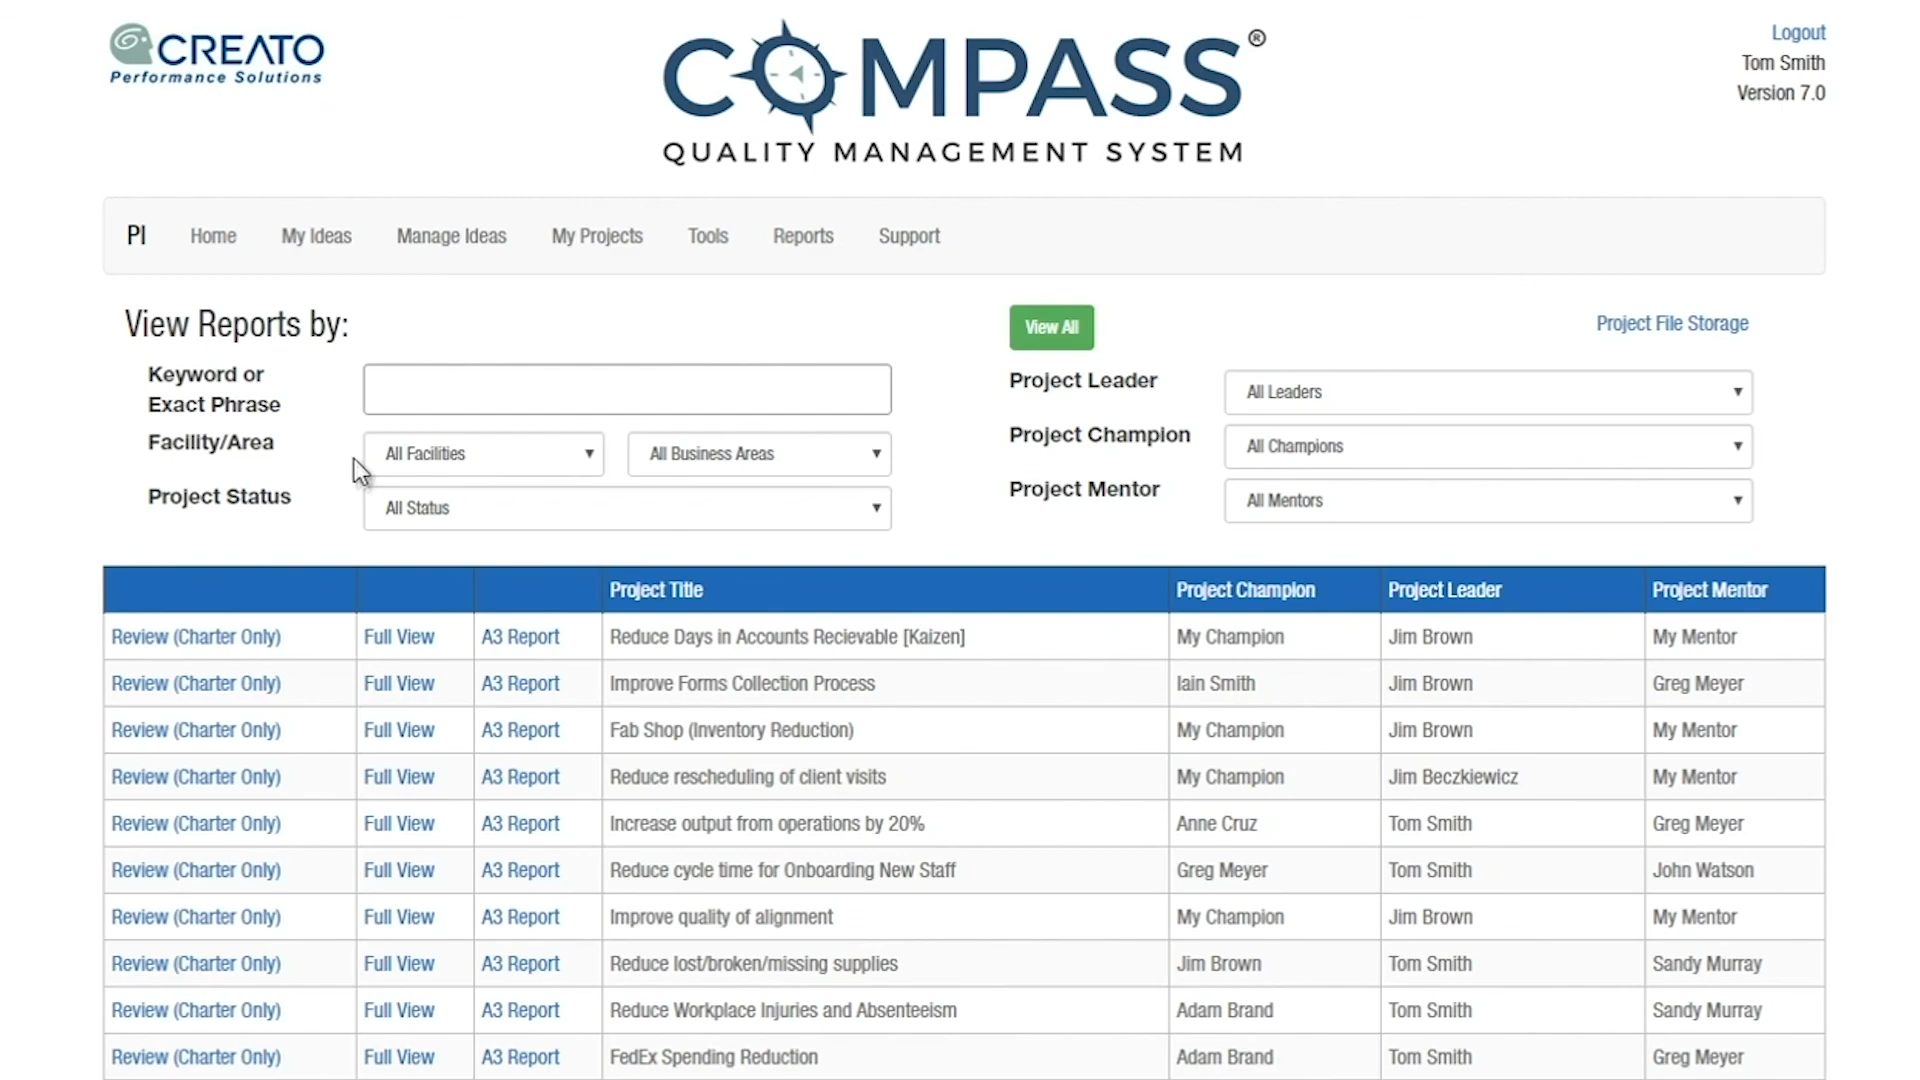 CREATO
Performance Solutions
COMPASS®
QUALITY MANAGEMENT SYSTEM
Logout
Tom Smith
Version 7.0
PI Home My Ideas Manage Ideas My Projects Tools Reports Support
View Reports by:
View All
Project File Storage
Keyword or
Exact Phrase
Facility/Area All Facilities All Business Areas
Project Status All Status
Project Leader All Leaders
Project Champion All Champions
Project Mentor All Mentors
Project Title Project Champion Project Leader Project Mentor
Review (Charter Only) Full View A3 Report Reduce Days in Accounts Recievable [Kaizen] My Champion Jim Brown My Mentor
Review (Charter Only) Full View A3 Report Improve Forms Collection Process Iain Smith Jim Brown Greg Meyer
Review (Charter Only) Full View A3 Report Fab Shop (Inventory Reduction) My Champion Jim Brown My Mentor
Review (Charter Only) Full View A3 Report Reduce rescheduling of client visits My Champion Jim Beczkiewicz My Mentor
Review (Charter Only) Full View A3 Report Increase output from operations by 20% Anne Cruz Tom Smith Greg Meyer
Review (Charter Only) Full View A3 Report Reduce cycle time for Onboarding New Staff Greg Meyer Tom Smith John Watson
Review (Charter Only) Full View A3 Report Improve quality of alignment My Champion Jim Brown My Mentor
Review (Charter Only) Full View A3 Report Reduce lost/broken/missing supplies Jim Brown Tom Smith Sandy Murray
Review (Charter Only) Full View A3 Report Reduce Workplace Injuries and Absenteeism Adam Brand Tom Smith Sandy Murray
Review (Charter Only) Full View A3 Report FedEx Spending Reduction Adam Brand Tom Smith Greg Meyer